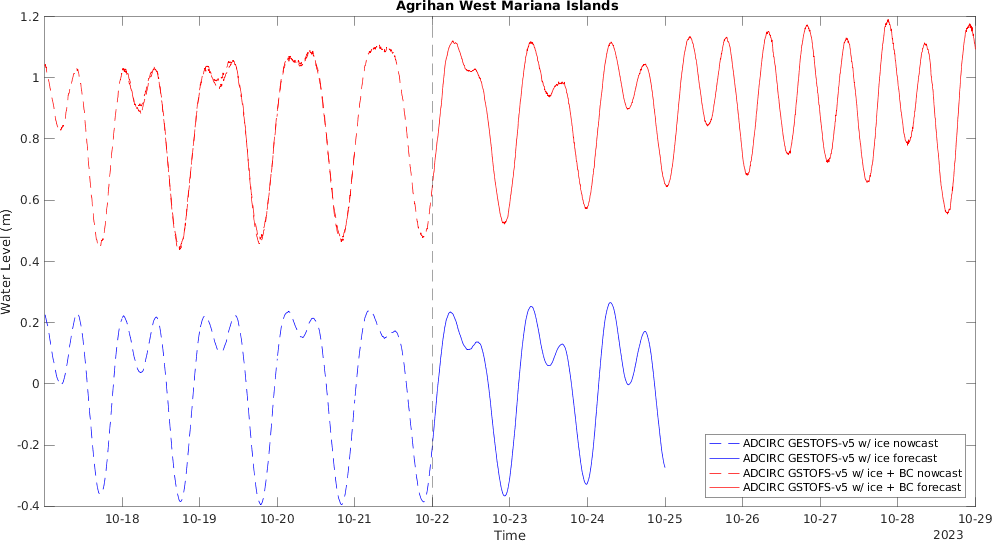 Agrihan West Mariana Islands
1.2
1
0.8
0.6
0.4
0.2
0
-0.2
-0.4
Water Level (m)
ADCIRC GESTOFS-v5 w/ ice nowcast
ADCIRC GESTOFS-v5 w/ ice forecast
ADCIRC GSTOFS-v5 w/ ice + BC nowcast
ADCIRC GSTOFS-v5 w/ ice + BC forecast
10-18 10-19 10-20 10-21 10-22 10-23 10-24 10-25 10-26 10-27 10-28 10-29
Time
2023